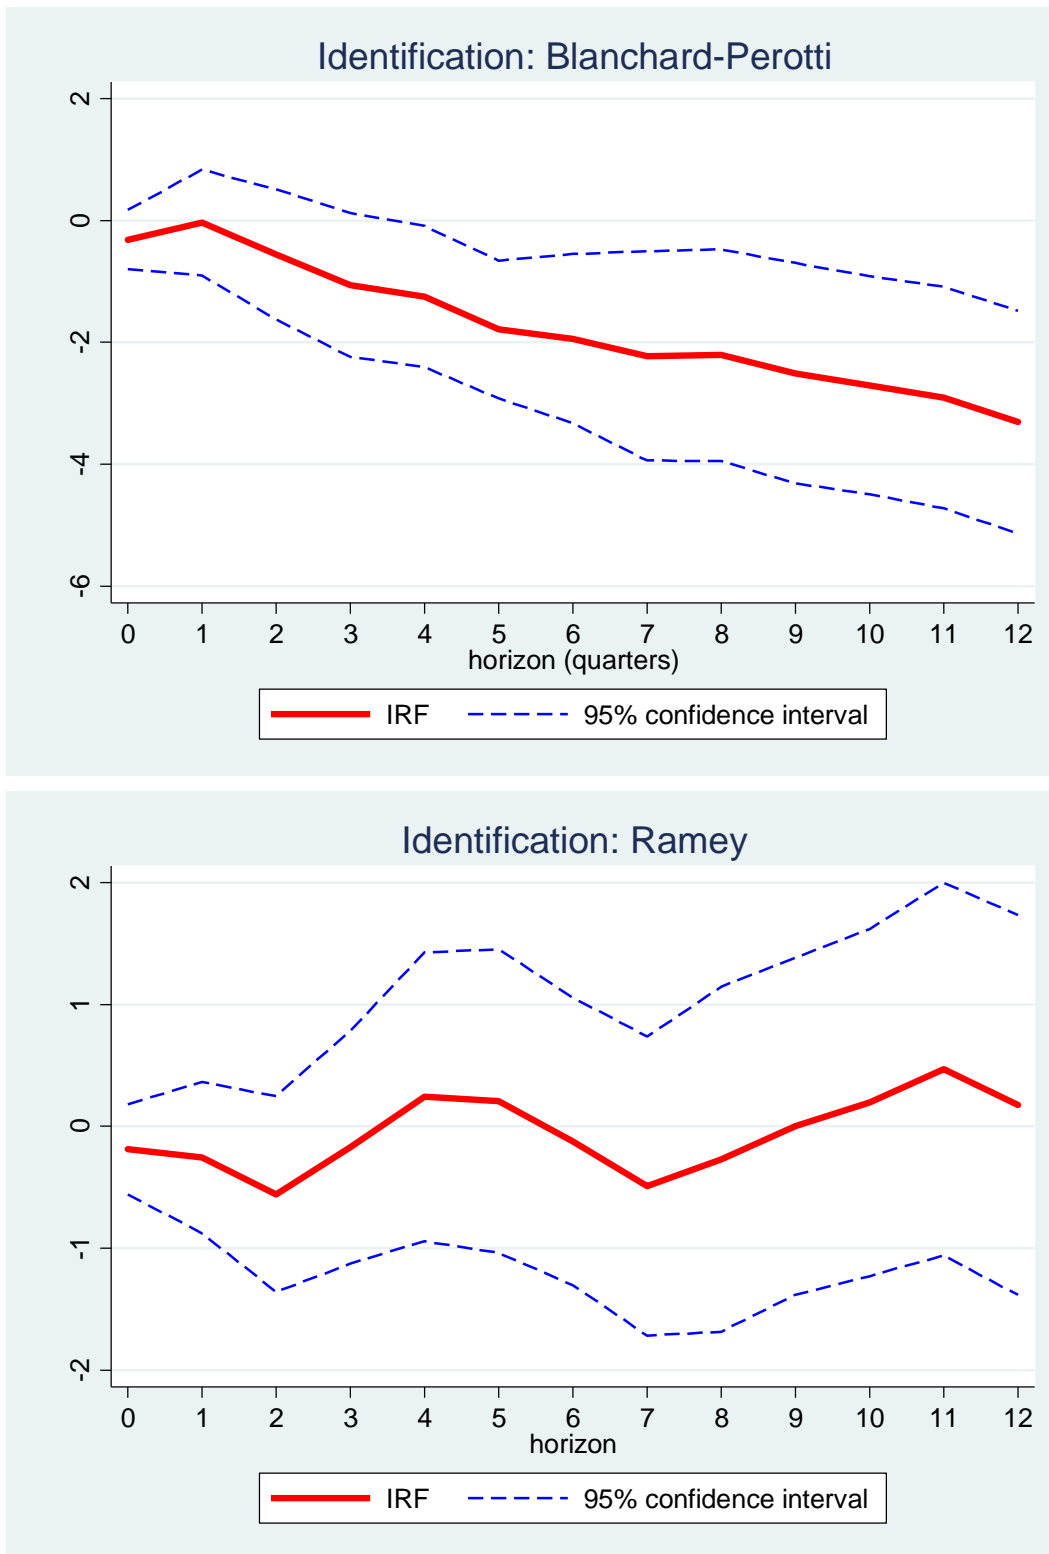 Identification: Blanchard-Perotti
2
0
-2
-4
-6
0 1 2 3 4 5 6 7 8 9 10 11 12
horizon (quarters)
IRF 95% confidence interval
Identification: Ramey
2
1
0
-1
-2
0 1 2 3 4 5 6 7 8 9 10 11 12
horizon
IRF 95% confidence interval